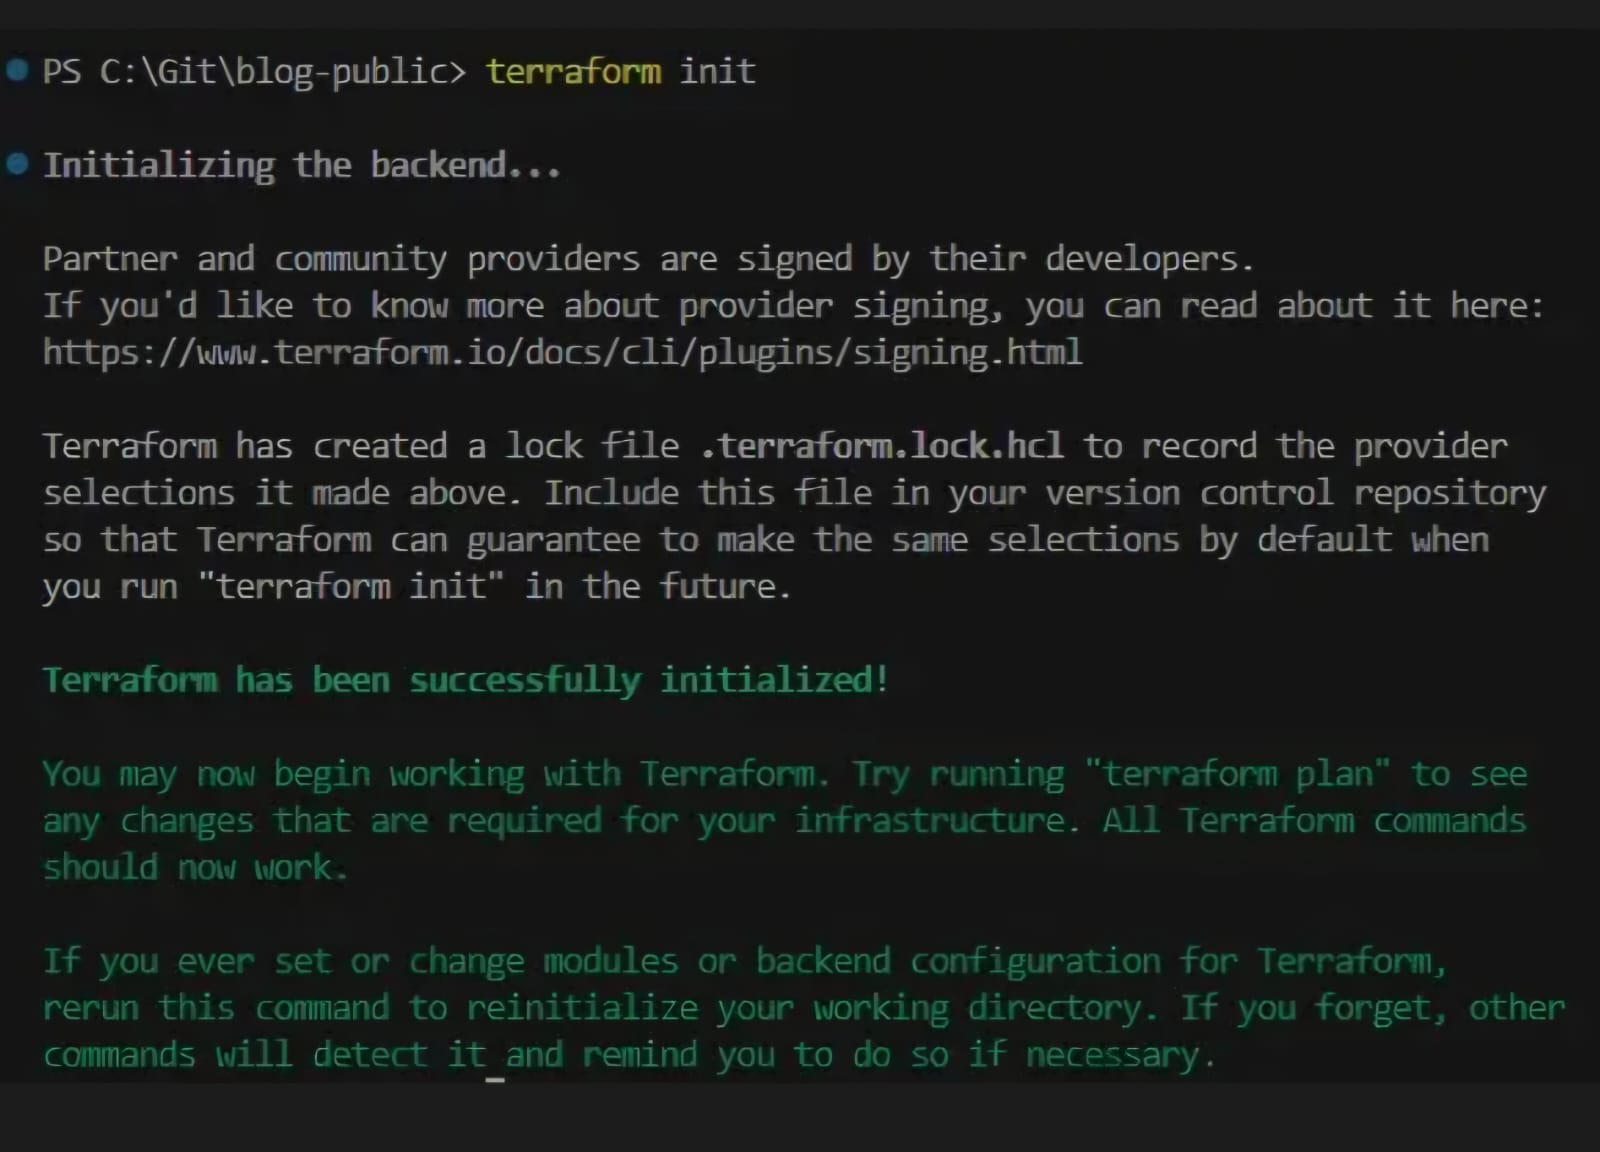 PS C:\Git\blog-public> terraform init
Initializing the backend...
Partner and community providers are signed by their developers.
If you'd like to know more about provider signing, you can read about it here:
https://www.terraform.io/docs/cli/plugins/signing.html
Terraform has created a lock file .terraform.lock.hcl to record the provider
selections it made above. Include this file in your version control repository
so that Terraform can guarantee to make the same selections by default when
you run "terraform init" in the future.
Terraform has been successfully initialized!
You may now begin working with Terraform. Try running "terraform plan" to see
any changes that are required for your infrastructure. All Terraform commands
should now work.
If you ever set or change modules or backend configuration for Terraform,
rerun this command to reinitialize your working directory. If you forget, other
commands will detect it and remind you to do so if necessary.